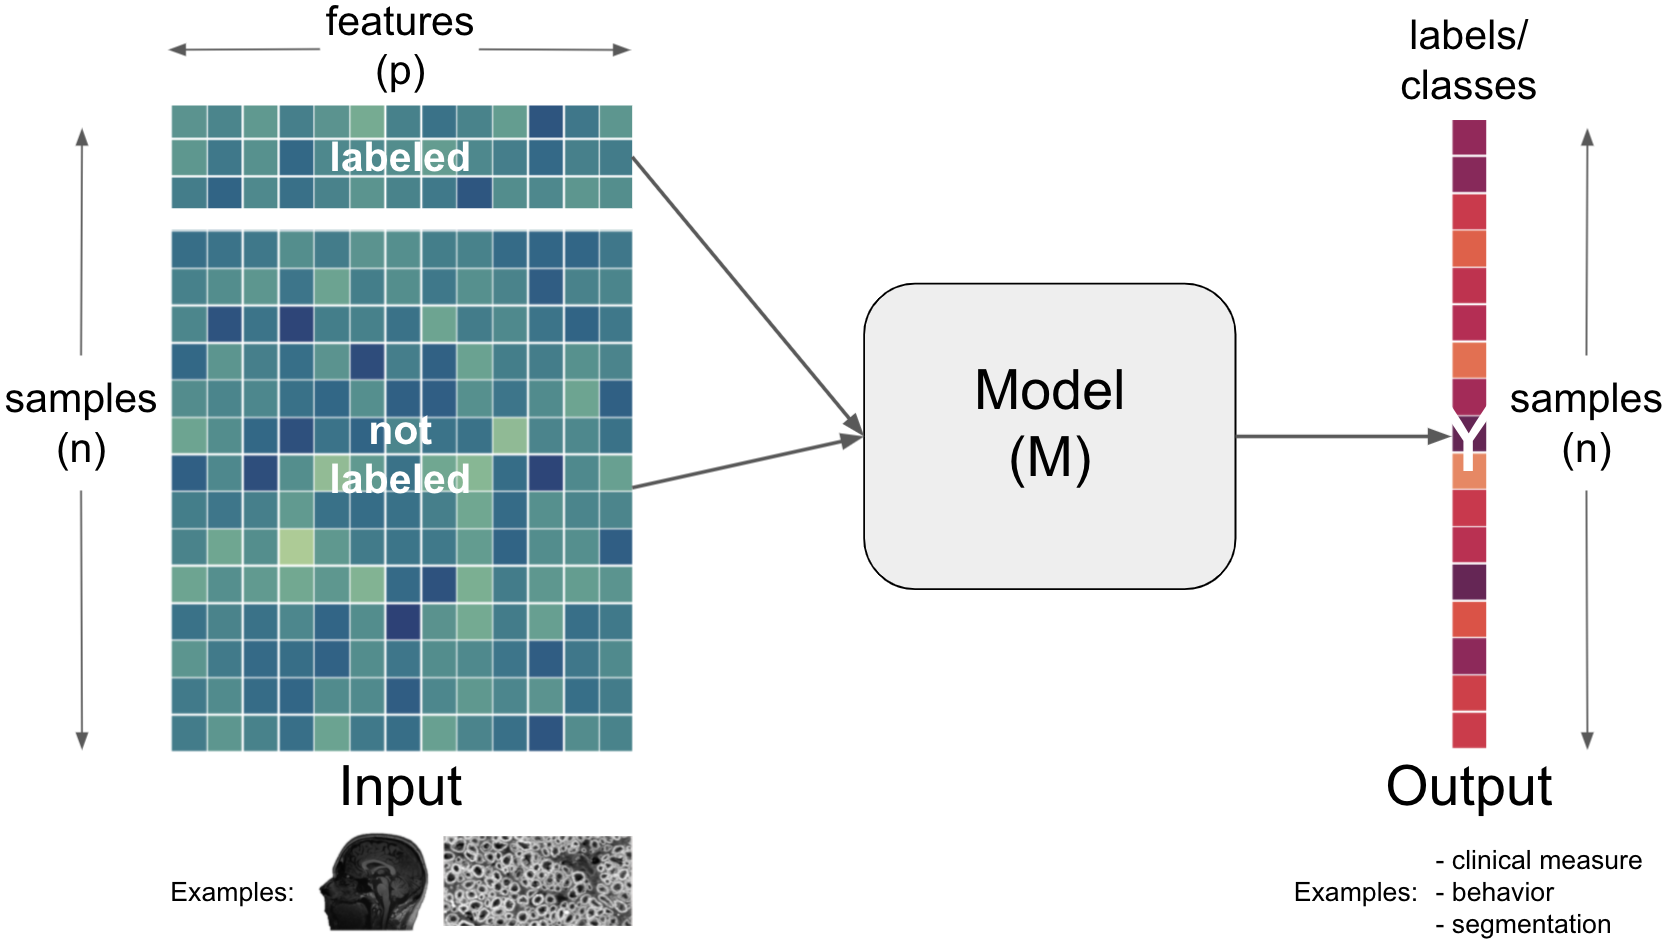 features
(p)
labels/
classes
labeled
samples
(n)
not
labeled
Model
(M)
Y
samples
(n)
Input
Output
Examples:
Examples:
- clinical measure
- behavior
- segmentation